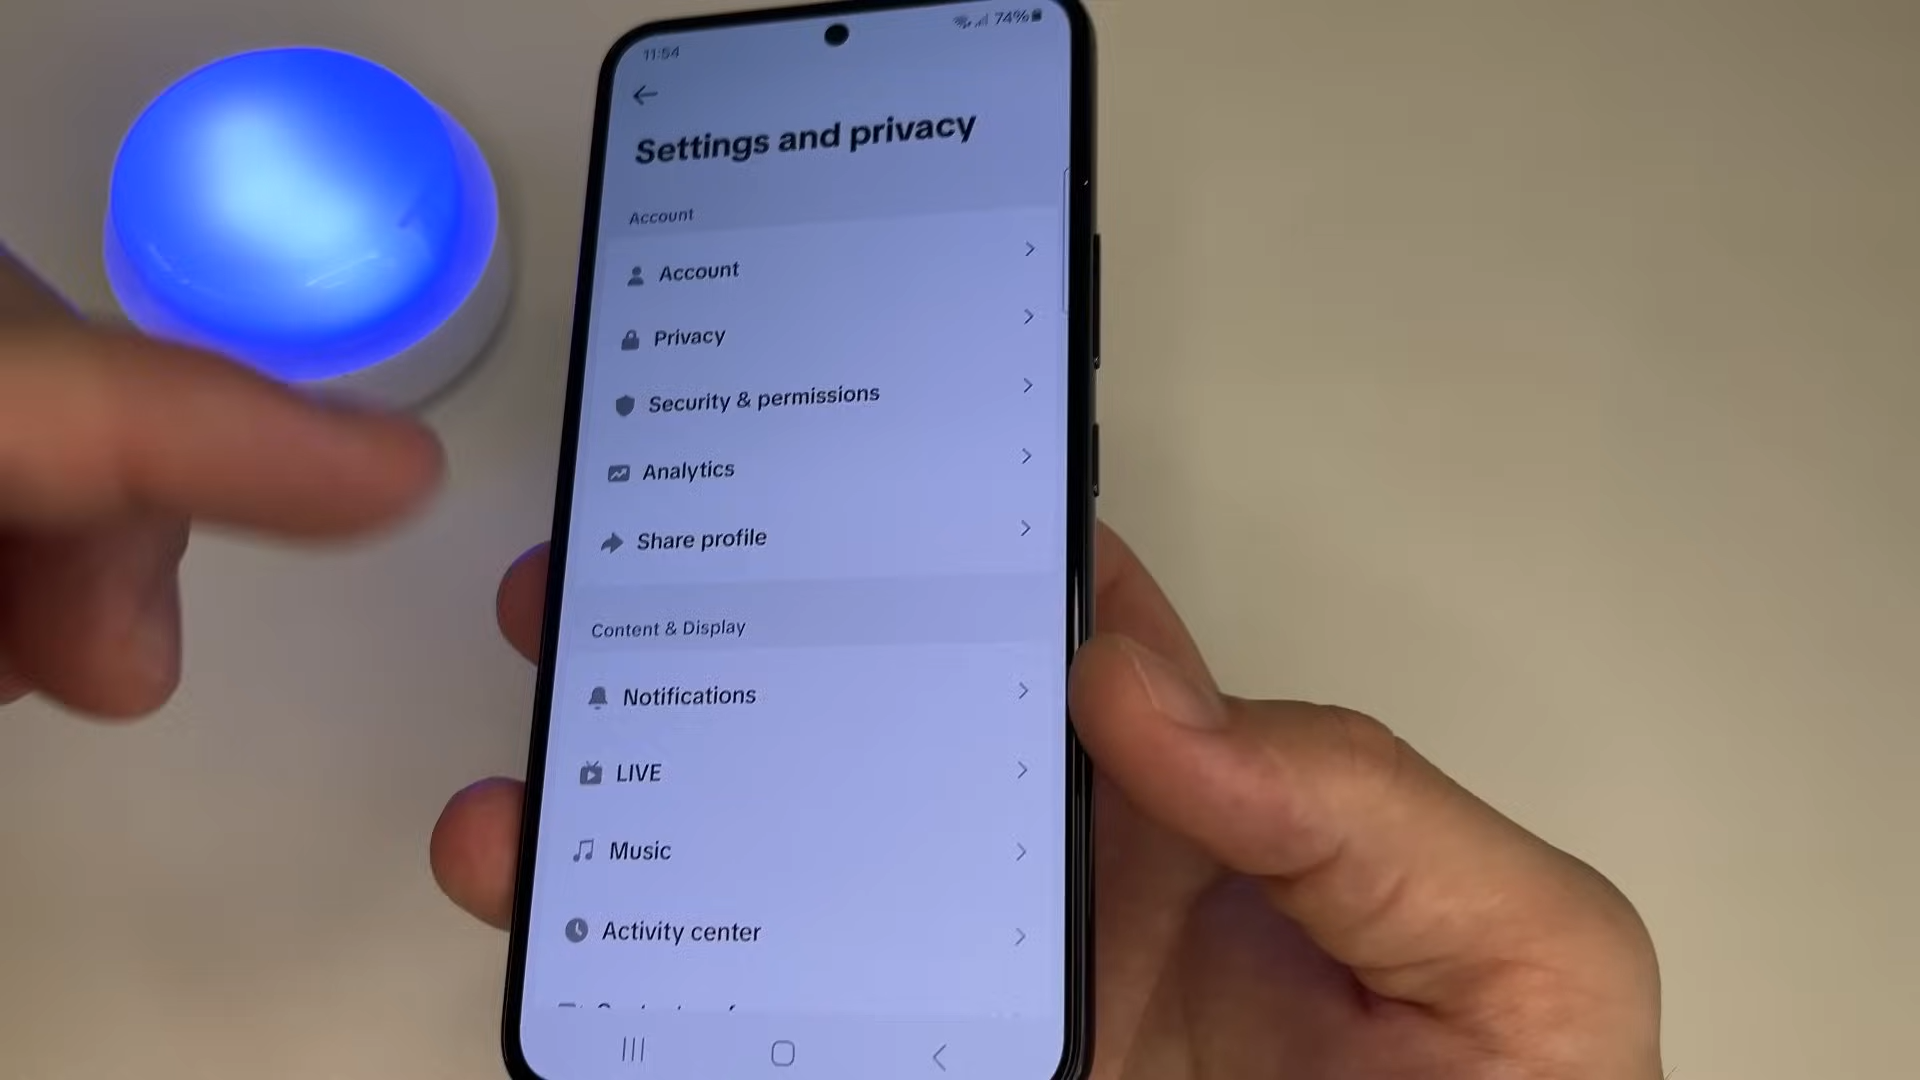 11:54
74%
Settings and privacy
Account
Account
Privacy
Security & permissions
Analytics
Share profile
Content & Display
Notifications
LIVE
Music
Activity center